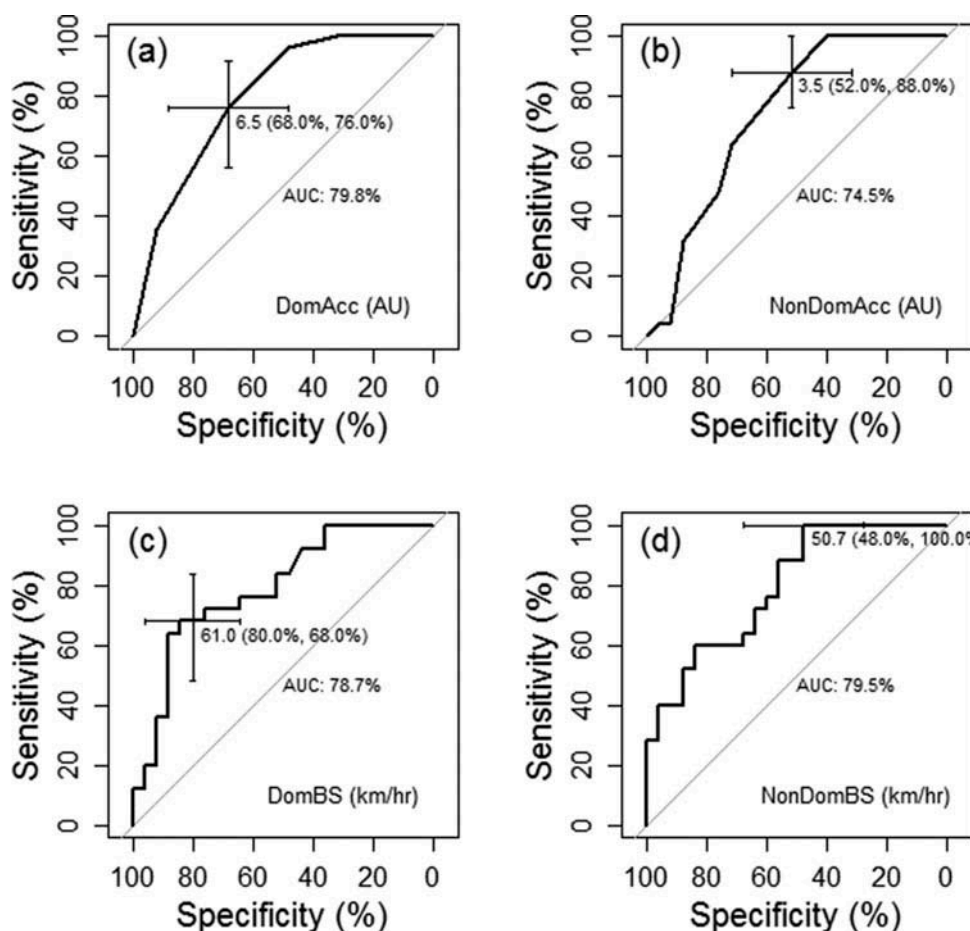 (a)
Sensitivity (%)
0 20 40 60 80 100
6.5 (68.0%, 76.0%)
AUC: 79.8%
DomAcc (AU)
100 80 60 40 20 0
Specificity (%)
(b)
Sensitivity (%)
0 20 40 60 80 100
3.5 (52.0%, 88.0%)
AUC: 74.5%
NonDomAcc (AU)
100 80 60 40 20 0
Specificity (%)
(c)
Sensitivity (%)
0 20 40 60 80 100
61.0 (80.0%, 68.0%)
AUC: 78.7%
DomBS (km/hr)
100 80 60 40 20 0
Specificity (%)
(d)
Sensitivity (%)
0 20 40 60 80 100
50.7 (48.0%, 100.0%
AUC: 79.5%
NonDomBS (km/hr)
100 80 60 40 20 0
Specificity (%)